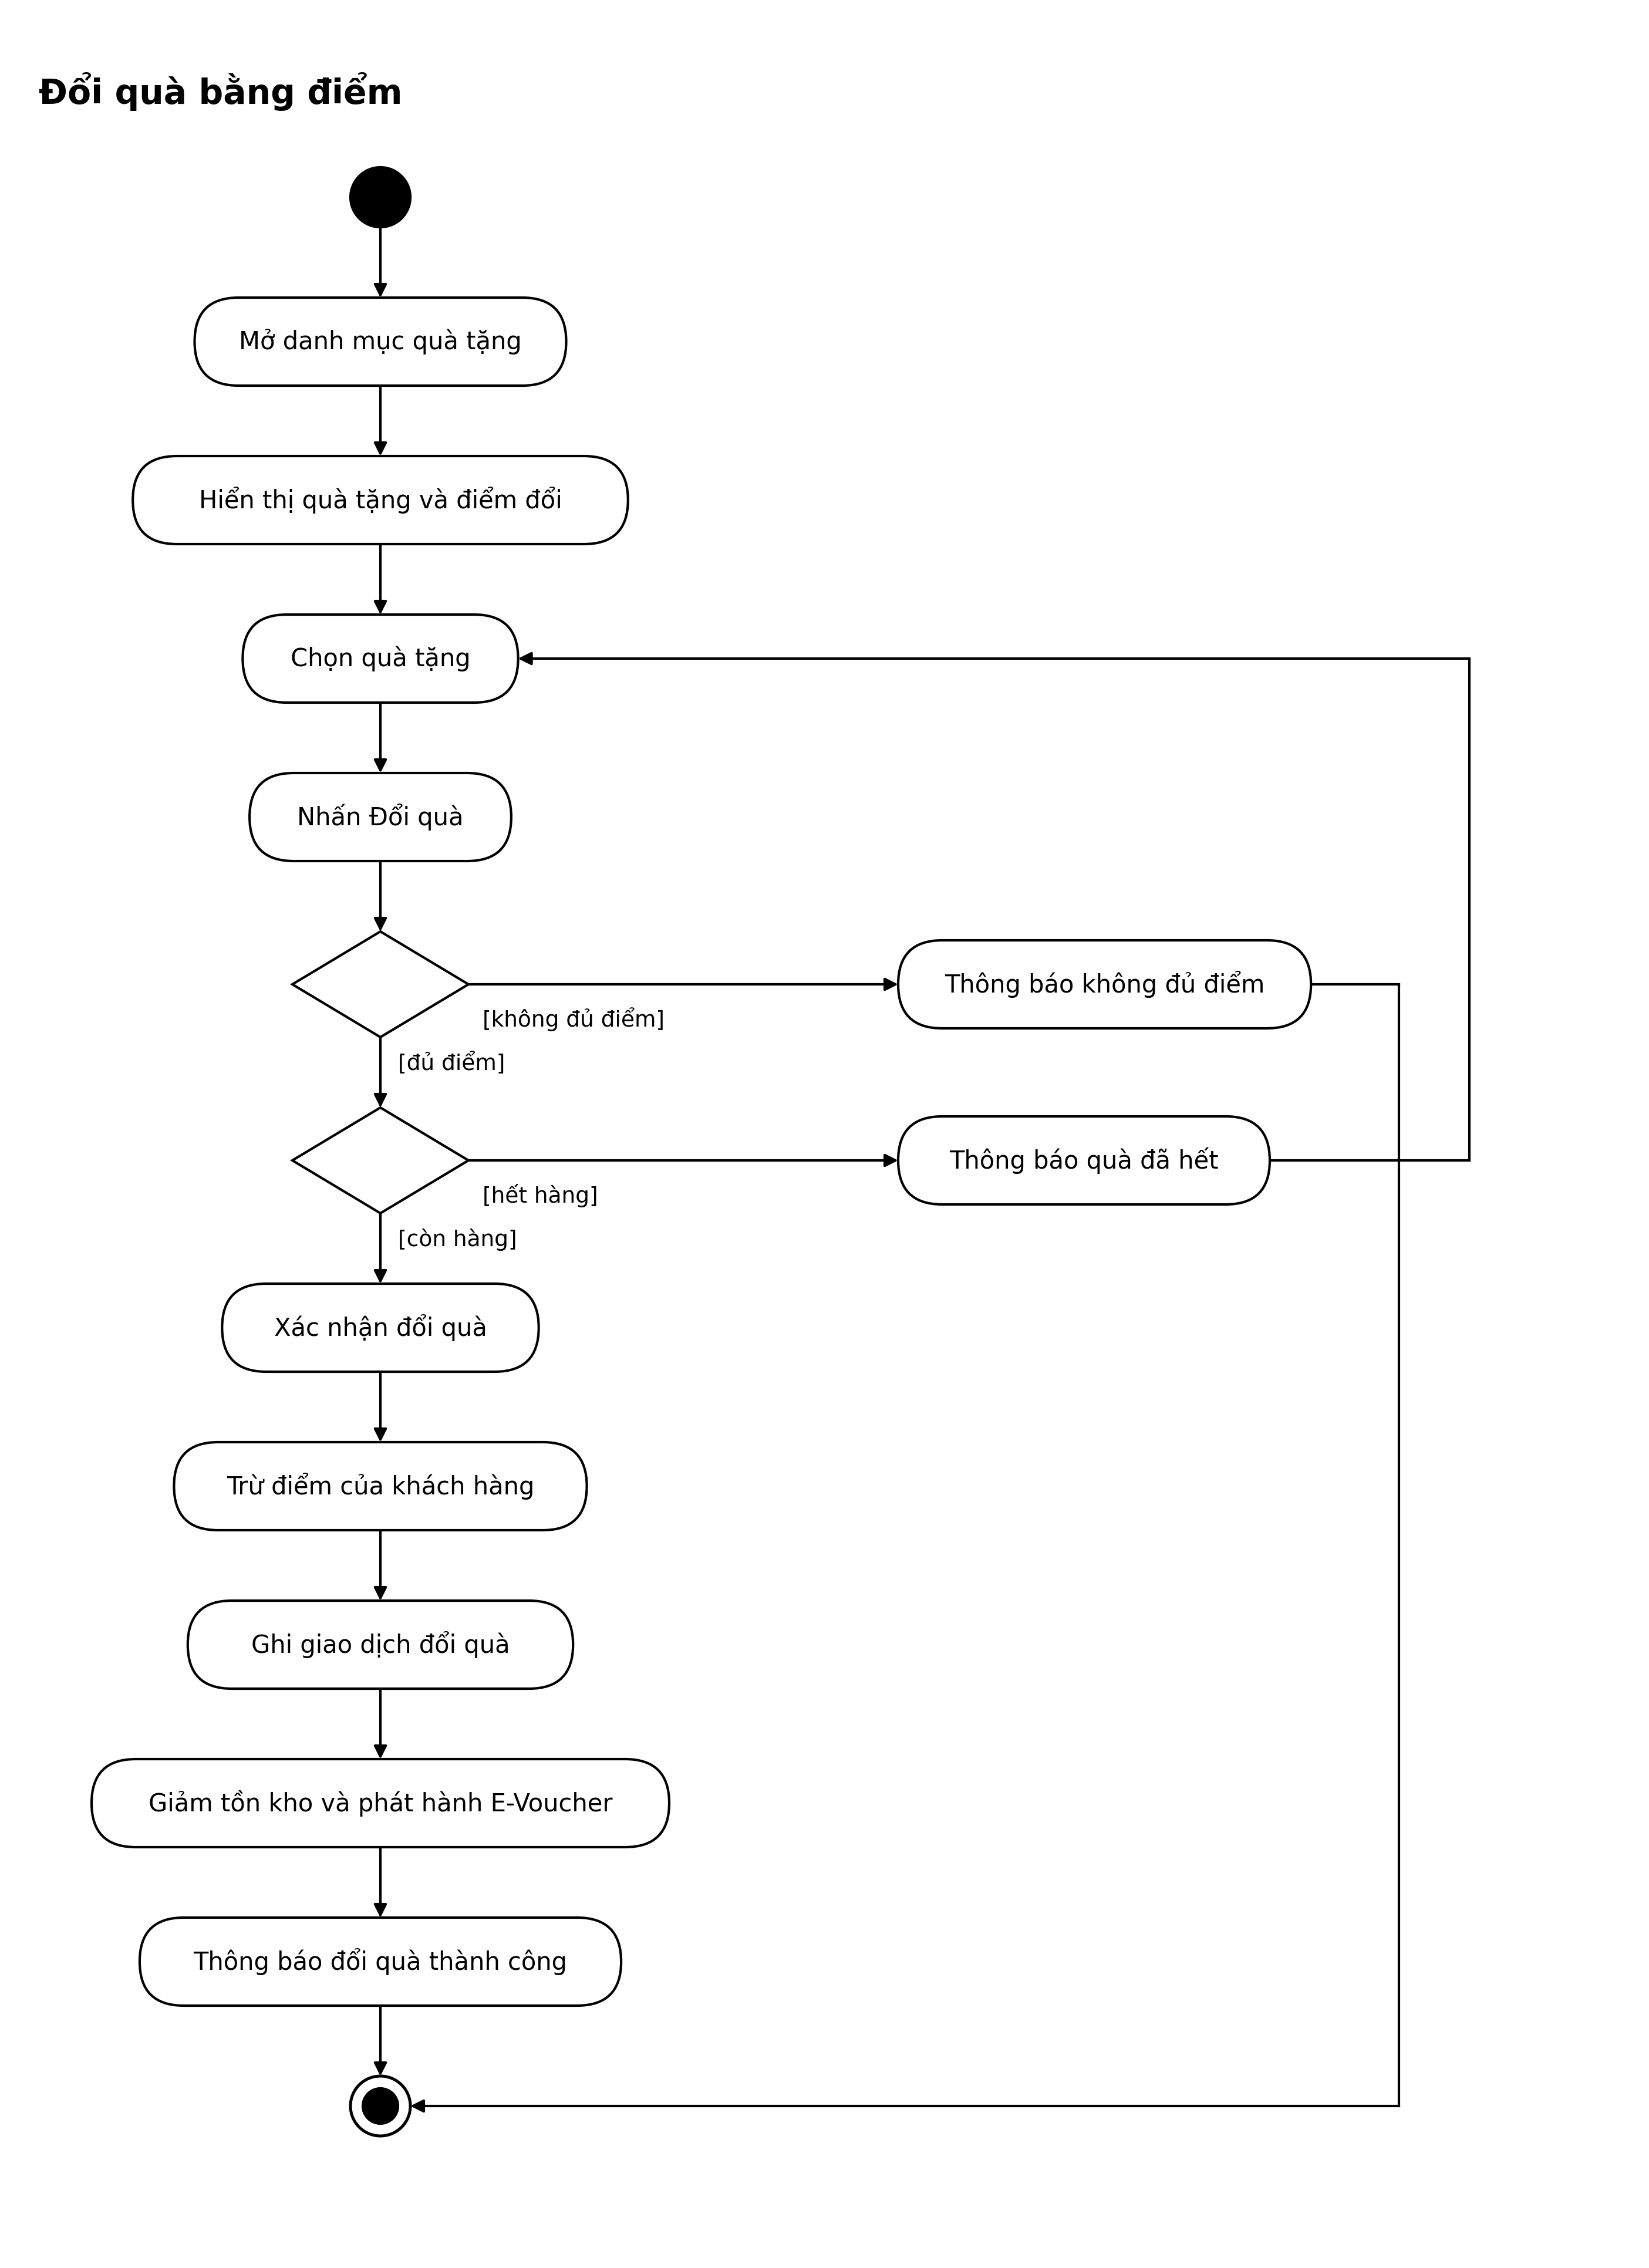 Đổi quà bằng điểm
Mở danh mục quà tặng
Hiển thị quà tặng và điểm đổi
Chọn quà tặng
Nhấn Đổi quà
Thông báo không đủ điểm
[không đủ điểm]
[đủ điểm]
Thông báo quà đã hết
[hết hàng]
[còn hàng]
Xác nhận đổi quà
Trừ điểm của khách hàng
Ghi giao dịch đổi quà
Giảm tồn kho và phát hành E-Voucher
Thông báo đổi quà thành công